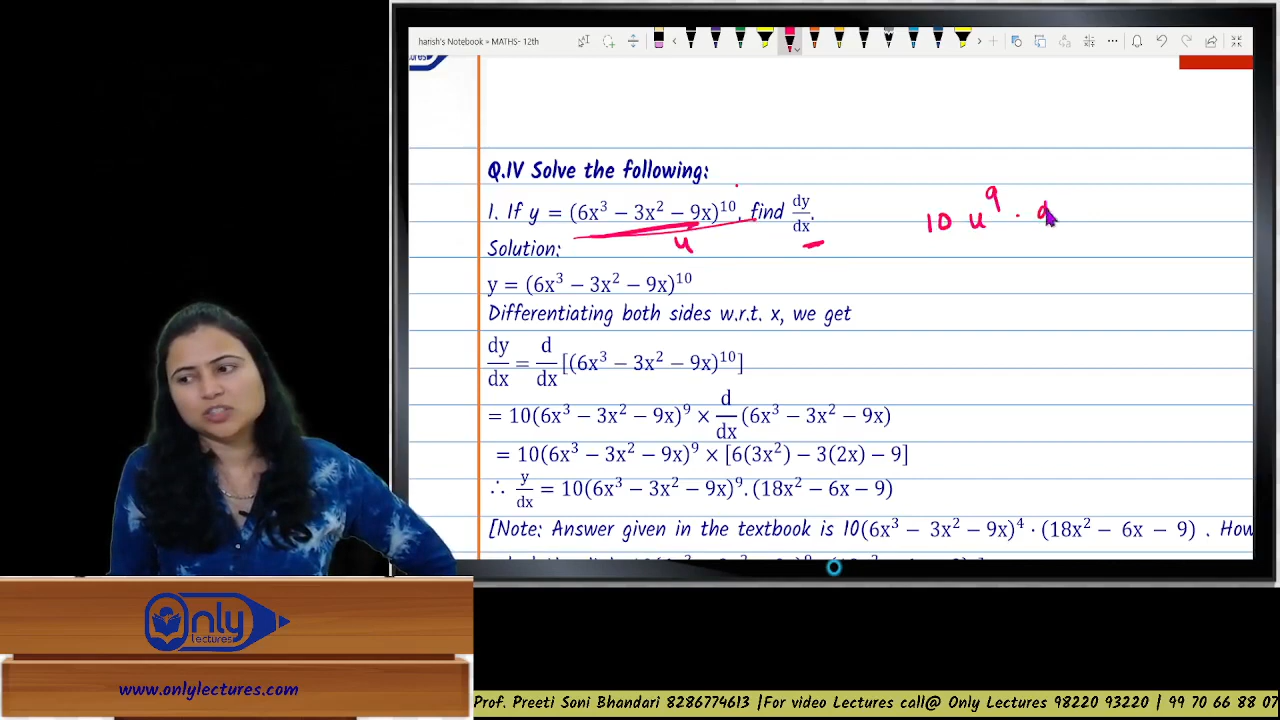 harish's Notebook » MATHS- 12th
Q.IV Solve the following:
1. If y = (6x³ − 3x² − 9x)¹⁰, find dy/dx.
u
10 u⁹ ·
Solution:
y = (6x³ − 3x² − 9x)¹⁰
Differentiating both sides w.r.t. x, we get
dy/dx = d/dx [(6x³ − 3x² − 9x)¹⁰]
= 10(6x³ − 3x² − 9x)⁹ × d/dx (6x³ − 3x² − 9x)
= 10(6x³ − 3x² − 9x)⁹ × [6(3x²) − 3(2x) − 9]
∴ y/dx = 10(6x³ − 3x² − 9x)⁹. (18x² − 6x − 9)
[Note: Answer given in the textbook is 10(6x³ − 3x² − 9x)⁴ · (18x² − 6x − 9) . How
Only
lectures
www.onlylectures.com
Prof. Preeti Soni Bhandari 8286774613 |For video Lectures call@ Only Lectures 98220 93220 | 99 70 66 88 07